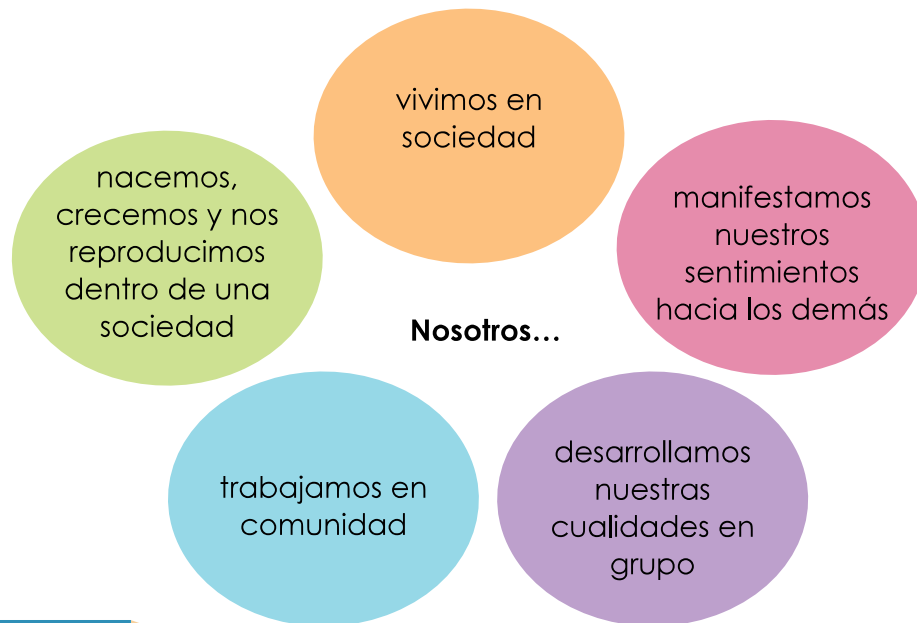 vivimos en
sociedad
nacemos,
crecemos y nos
reproducimos
dentro de una
sociedad
manifestamos
nuestros
sentimientos
hacia los demás
Nosotros...
trabajamos en
comunidad
desarrollamos
nuestras
cualidades en
grupo